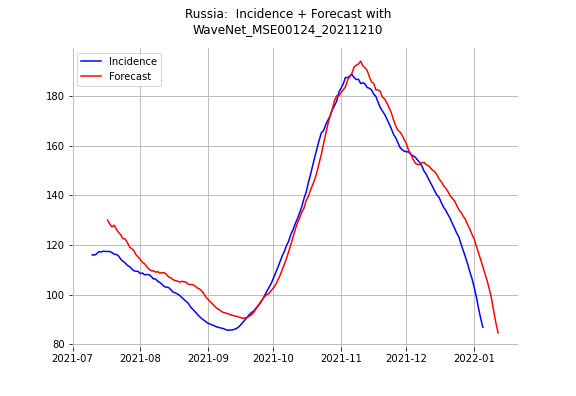 Russia:  Incidence + Forecast with
WaveNet_MSE00124_20211210
Incidence
Forecast
180
160
140
120
100
80
2021-07 2021-08 2021-09 2021-10 2021-11 2021-12 2022-01